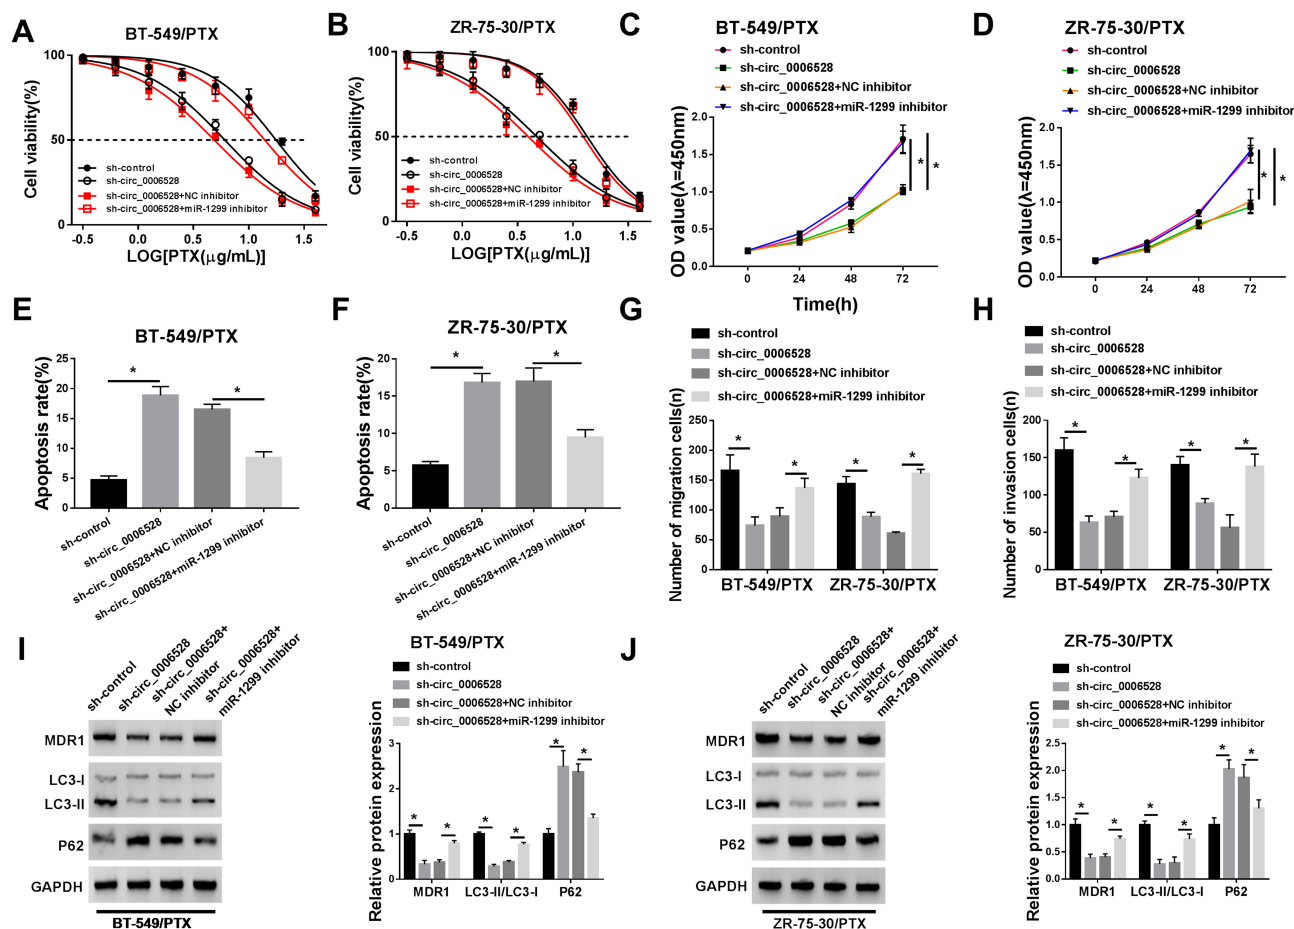 A
BT-549/PTX
Cell viability(%)
100
50
0
sh-control
sh-circ_0006528
sh-circ_0006528+NC inhibitor
sh-circ_0006528+miR-1299 inhibitor
-0.5 0.0 0.5 1.0 1.5
LOG[PTX(μg/mL)]
B
ZR-75-30/PTX
Cell viability(%)
100
50
0
sh-control
sh-circ_0006528
sh-circ_0006528+NC inhibitor
sh-circ_0006528+miR-1299 inhibitor
-0.5 0.0 0.5 1.0 1.5
LOG[PTX(μg/mL)]
C
BT-549/PTX
sh-control
sh-circ_0006528
sh-circ_0006528+NC inhibitor
sh-circ_0006528+miR-1299 inhibitor
OD value(λ=450nm)
2.0
1.5
1.0
0.5
0.0
* *
0 24 48 72
Time(h)
D
ZR-75-30/PTX
sh-control
sh-circ_0006528
sh-circ_0006528+NC inhibitor
sh-circ_0006528+miR-1299 inhibitor
OD value(λ=450nm)
2.0
1.5
1.0
0.5
0.0
* *
0 24 48 72
E
BT-549/PTX
Apoptosis rate(%)
25
20
15
10
5
0
* *
sh-control
sh-circ_0006528
sh-circ_0006528+NC inhibitor
sh-circ_0006528+miR-1299 inhibitor
F
ZR-75-30/PTX
Apoptosis rate(%)
20
15
10
5
0
* *
sh-control
sh-circ_0006528
sh-circ_0006528+NC inhibitor
sh-circ_0006528+miR-1299 inhibitor
G
sh-control
sh-circ_0006528
sh-circ_0006528+NC inhibitor
sh-circ_0006528+miR-1299 inhibitor
Number of migration cells(n)
250
200
150
100
50
0
* * * *
BT-549/PTX ZR-75-30/PTX
H
sh-control
sh-circ_0006528
sh-circ_0006528+NC inhibitor
sh-circ_0006528+miR-1299 inhibitor
Number of invasion cells(n)
200
150
100
50
0
* * * *
BT-549/PTX ZR-75-30/PTX
I
sh-control
sh-circ_0006528
sh-circ_0006528+
NC inhibitor
sh-circ_0006528+
miR-1299 inhibitor
MDR1
LC3-I
LC3-II
P62
GAPDH
BT-549/PTX
BT-549/PTX
sh-control
sh-circ_0006528
sh-circ_0006528+NC inhibitor
sh-circ_0006528+miR-1299 inhibitor
Relative protein expression
3
2
1
0
* * * * * *
MDR1 LC3-II/LC3-I P62
J
sh-control
sh-circ_0006528
sh-circ_0006528+
NC inhibitor
sh-circ_0006528+
miR-1299 inhibitor
MDR1
LC3-I
LC3-II
P62
GAPDH
ZR-75-30/PTX
ZR-75-30/PTX
sh-control
sh-circ_0006528
sh-circ_0006528+NC inhibitor
sh-circ_0006528+miR-1299 inhibitor
Relative protein expression
2.5
2.0
1.5
1.0
0.5
0.0
* * * * * *
MDR1 LC3-II/LC3-I P62